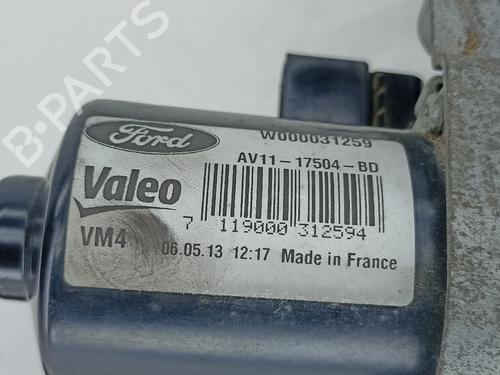 B-PARTS
Ford
W000031259
AV11-17504-BD
Valeo
7 119000 312594
VM4 06.05.13 12:17 Made in France